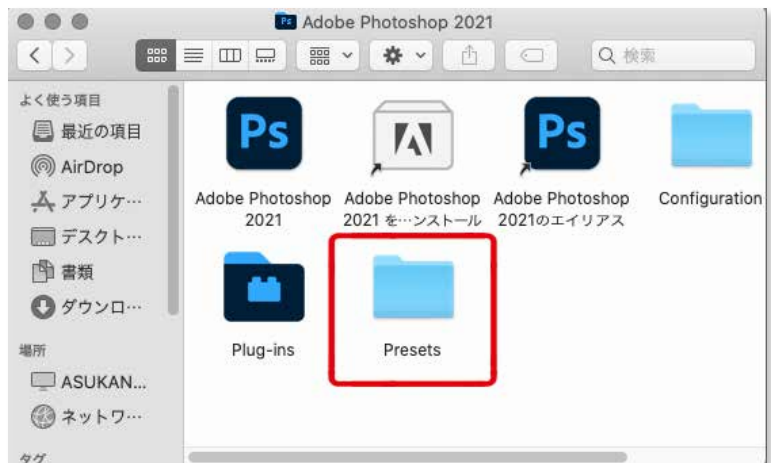 Adobe Photoshop 2021
検索
よく使う項目
最近の項目
AirDrop
アプリケ…
デスクト…
書類
ダウンロ…
場所
ASUKAN...
ネットワ…
タグ
Ps
Ps
Adobe Photoshop
2021
Adobe Photoshop
2021 を…ンストール
Adobe Photoshop
2021のエイリアス
Configuration
Plug-ins
Presets